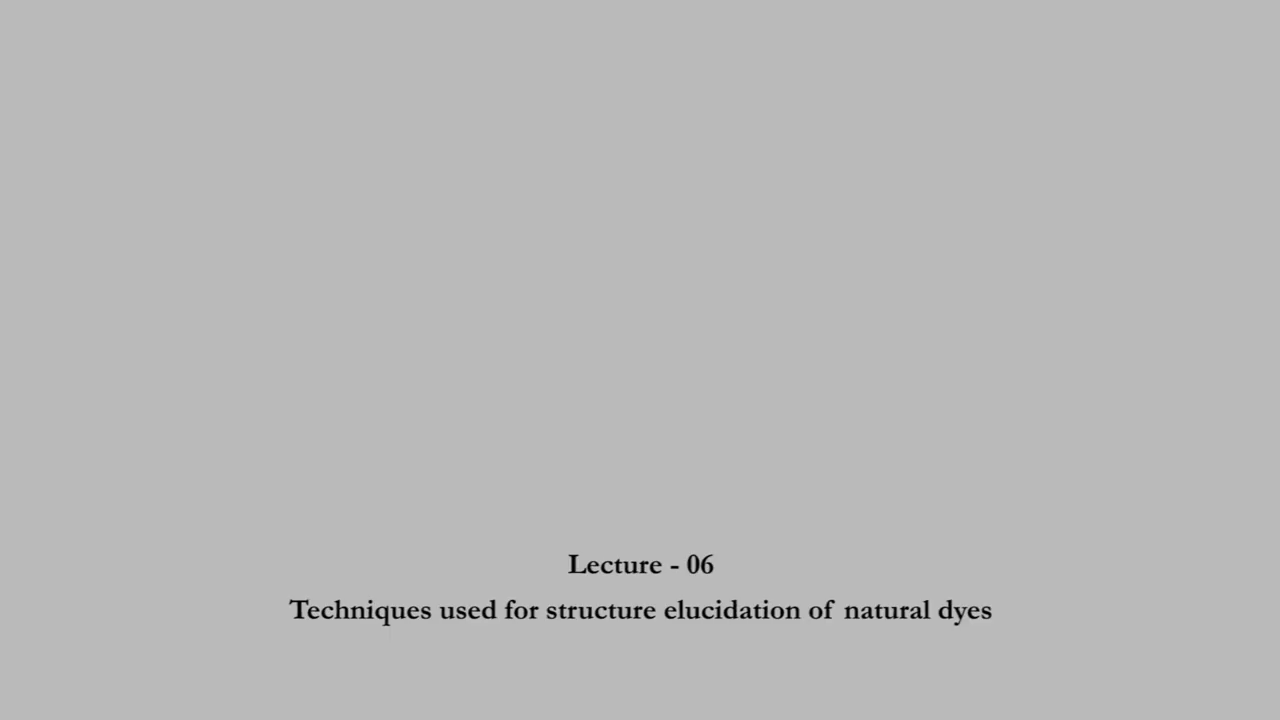 Lecture - 06
Techniques used for structure elucidation of natural dyes